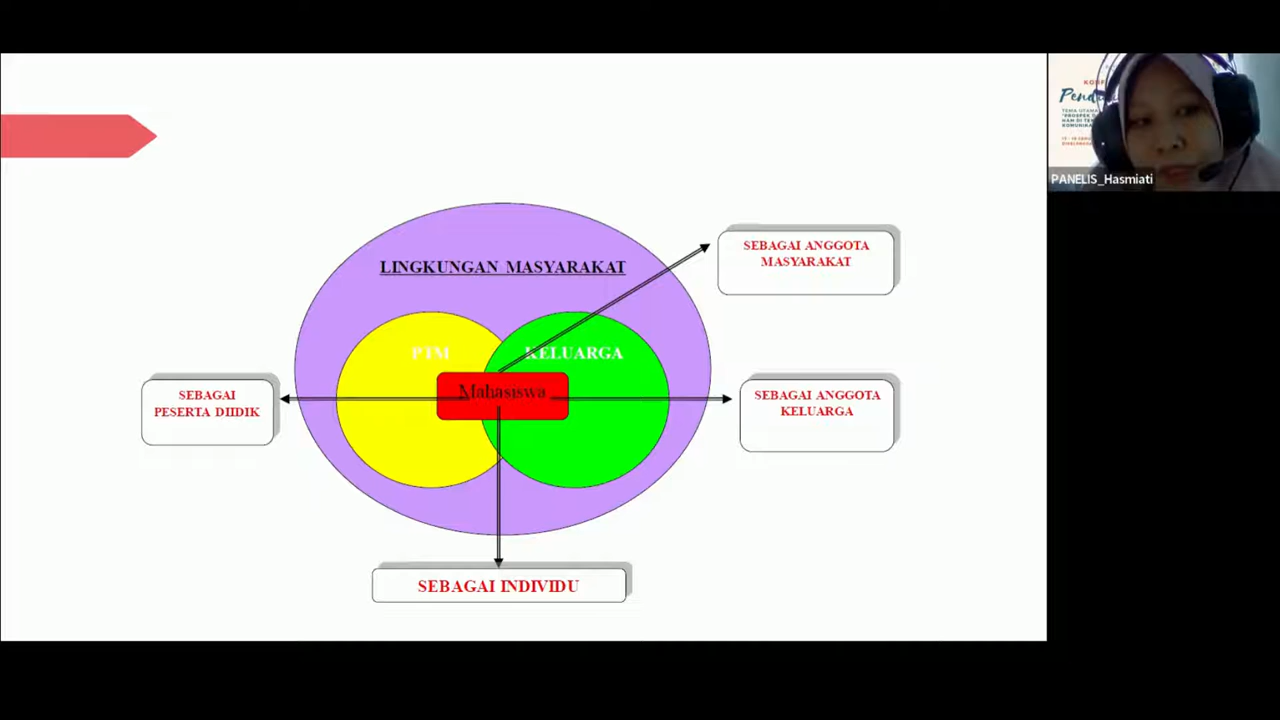 LINGKUNGAN MASYARAKAT
SEBAGAI ANGGOTA
MASYARAKAT
PTM
KELUARGA
Mahasiswa
SEBAGAI
PESERTA DIIDIK
SEBAGAI ANGGOTA
KELUARGA
SEBAGAI INDIVIDU
PANELIS_Hasmiati